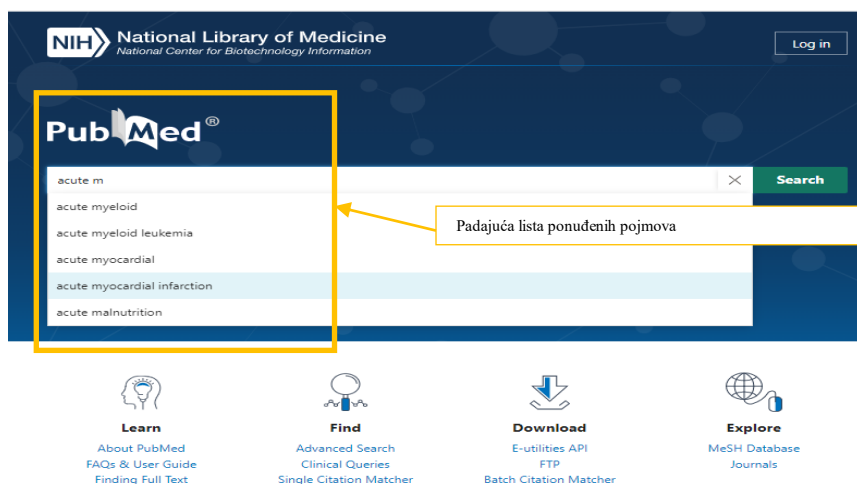 NIH National Library of Medicine
National Center for Biotechnology Information
Log in
PubMed®
acute m
Search
acute myeloid
acute myeloid leukemia
acute myocardial
acute myocardial infarction
acute malnutrition
Padajuća lista ponuđenih pojmova
Learn
About PubMed
FAQs & User Guide
Finding Full Text
Find
Advanced Search
Clinical Queries
Single Citation Matcher
Download
E-utilities API
FTP
Batch Citation Matcher
Explore
MeSH Database
Journals